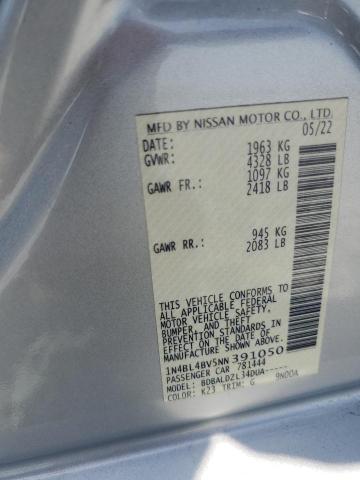 MFD BY NISSAN MOTOR CO., LTD.
DATE: 05/22
GVWR: 1963 KG
4328 LB
GAWR FR.: 1097 KG
2418 LB
GAWR RR.: 945 KG
2083 LB
THIS VEHICLE CONFORMS TO
ALL APPLICABLE FEDERAL
MOTOR VEHICLE SAFETY,
BUMPER, AND THEFT
PREVENTION STANDARDS IN
EFFECT ON THE DATE OF
MANUFACTURE SHOWN ABOVE.
1N4BL4BV5NN391050
PASSENGER CAR 781444
MODEL: BDBALDZL34DUA-----
COLOR: K23 TRIM: G 9NDOA